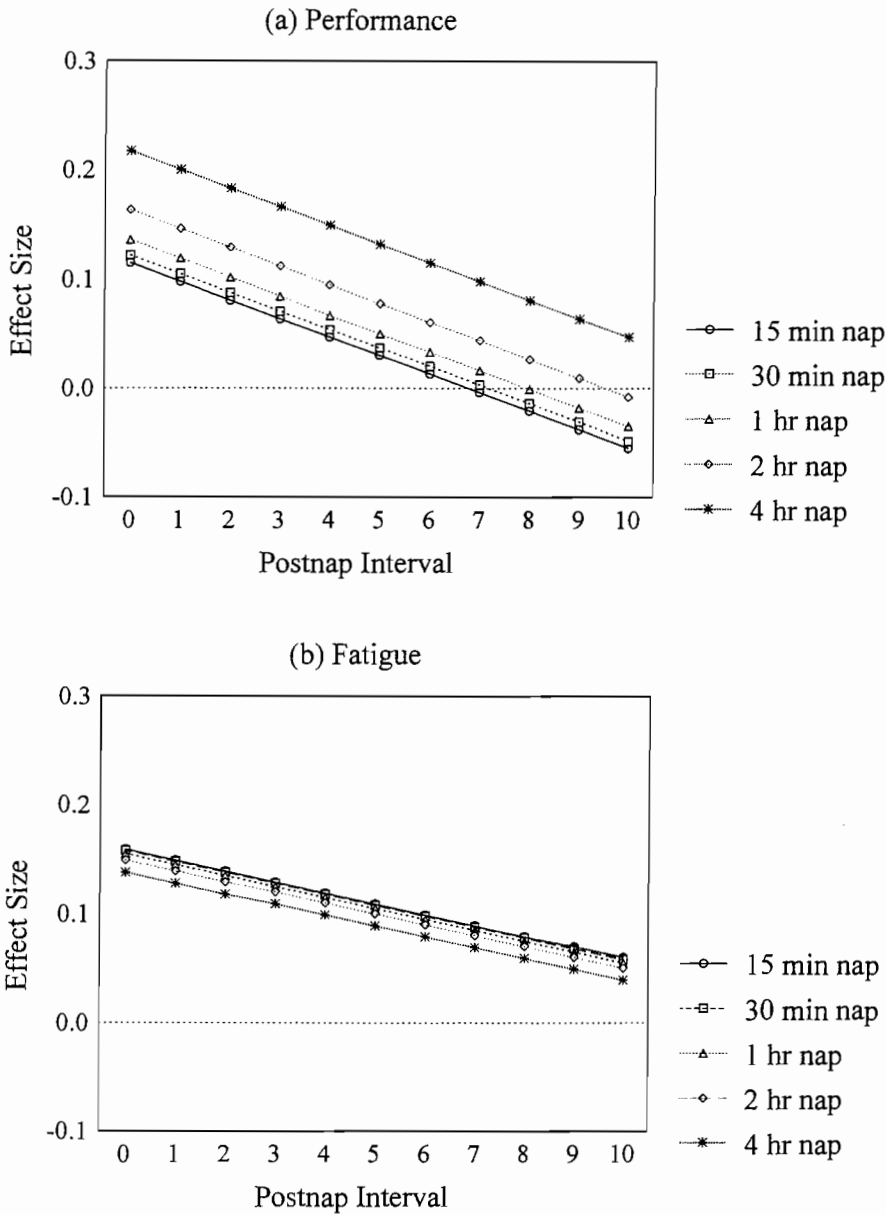 (a) Performance
0.3
0.2
0.1
0.0
-0.1
Effect Size
0 1 2 3 4 5 6 7 8 9 10
Postnap Interval
15 min nap
30 min nap
1 hr nap
2 hr nap
4 hr nap
(b) Fatigue
0.3
0.2
0.1
0.0
-0.1
Effect Size
0 1 2 3 4 5 6 7 8 9 10
Postnap Interval
15 min nap
30 min nap
1 hr nap
2 hr nap
4 hr nap